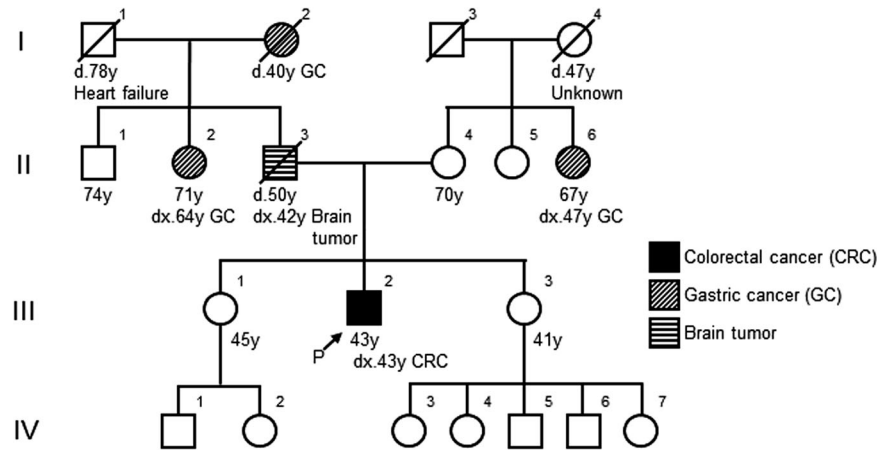 1 2 3 4
I
d.78y d.40y GC d.47y
Heart failure Unknown
1 2 3 4 5 6
II
74y 71y d.50y 70y 67y
dx.64y GC dx.42y Brain dx.47y GC
tumor
Colorectal cancer (CRC)
Gastric cancer (GC)
Brain tumor
1 2 3
III
P
45y 43y 41y
dx.43y CRC
1 2 3 4 5 6 7
IV